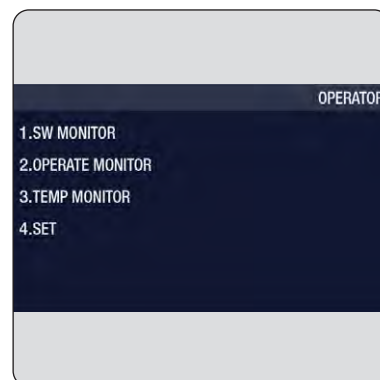 OPERATOR
1.SW MONITOR
2.OPERATE MONITOR
3.TEMP MONITOR
4.SET